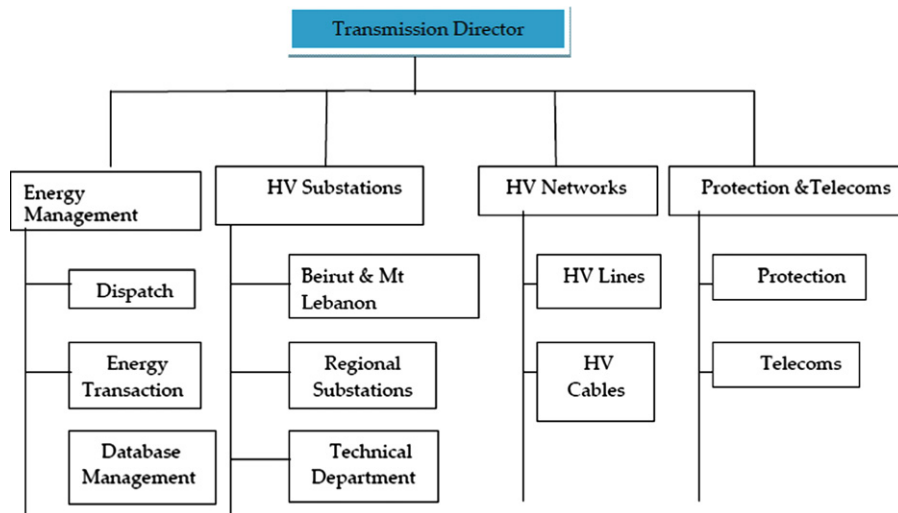 Transmission Director
Energy
Management
HV Substations
HV Networks
Protection &Telecoms
Dispatch
Energy
Transaction
Database
Management
Beirut & Mt
Lebanon
Regional
Substations
Technical
Department
HV Lines
HV
Cables
Protection
Telecoms